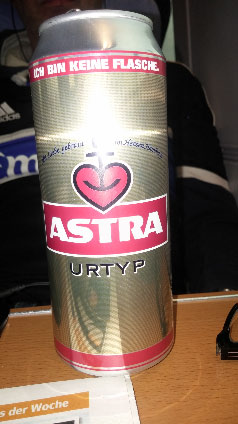 ICH BIN KEINE FLASCHE.
ASTRA
URTYP
s der Woche